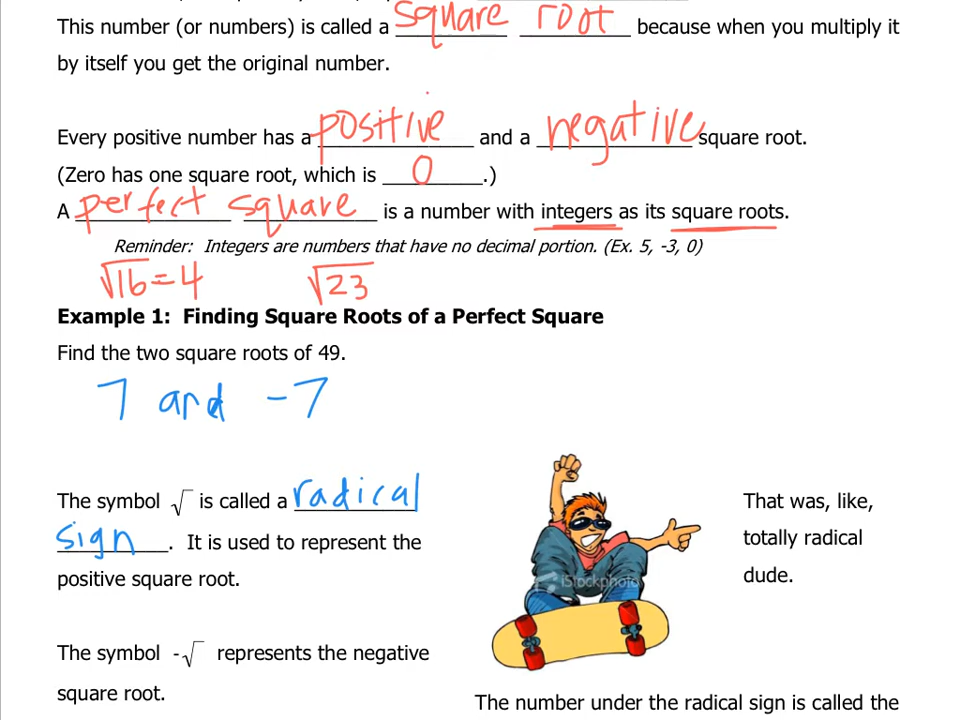 This number (or numbers) is called a square root because when you multiply it
by itself you get the original number.
Every positive number has a positive and a negative square root.
(Zero has one square root, which is 0.)
A perfect square is a number with integers as its square roots.
Reminder: Integers are numbers that have no decimal portion. (Ex. 5, -3, 0)
√16 = 4 √23
Example 1: Finding Square Roots of a Perfect Square
Find the two square roots of 49.
7 and -7
The symbol √ is called a radical
sign. It is used to represent the
positive square root.
That was, like,
totally radical
dude.
iStockphoto
The symbol -√ represents the negative
square root.
The number under the radical sign is called the